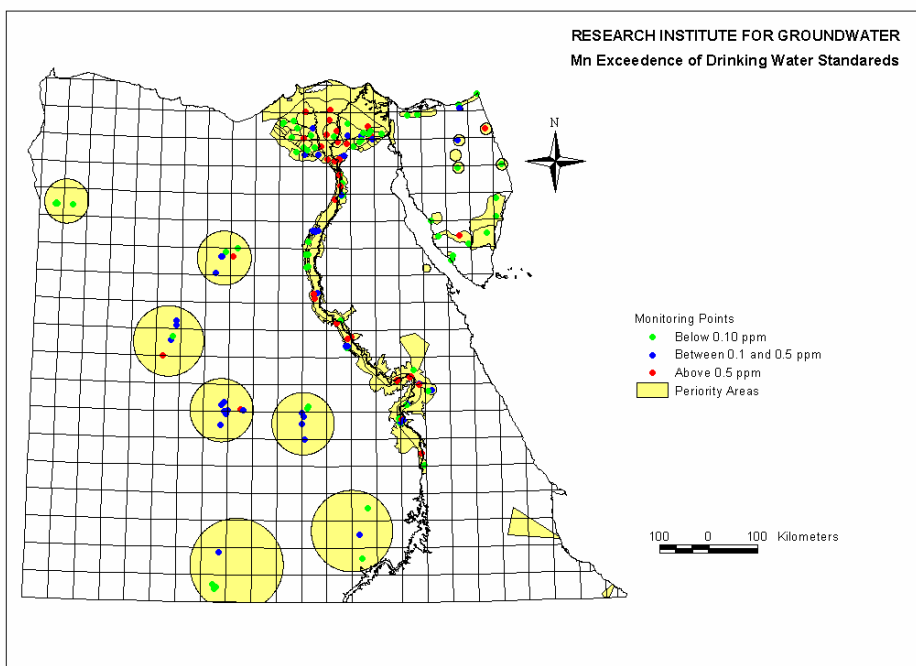 RESEARCH INSTITUTE FOR GROUNDWATER
Mn Exceedence of Drinking Water Standareds
N
Monitoring Points
Below 0.10 ppm
Between 0.1 and 0.5 ppm
Above 0.5 ppm
Periority Areas
100 0 100 Kilometers